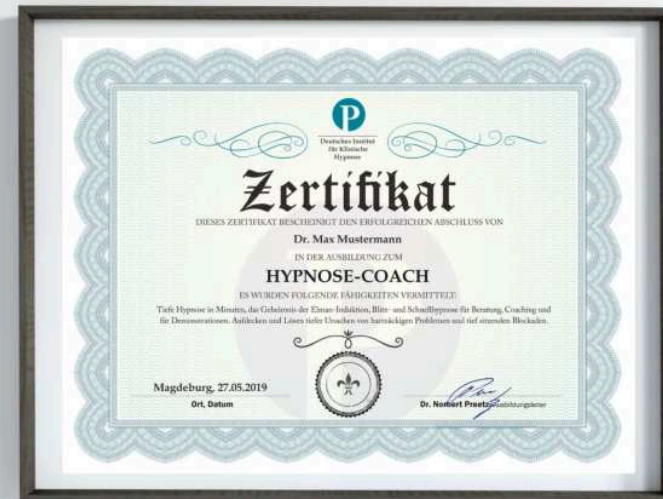 P
Deutsches Institut
für Klinische
Hypnose
Zertifikat
DIESES ZERTIFIKAT BESCHEINIGT DEN ERFOLGREICHEN ABSCHLUSS VON
Dr. Max Mustermann
IN DER AUSBILDUNG ZUM
HYPNOSE-COACH
ES WURDEN FOLGENDE FÄHIGKEITEN VERMITTELT:
Tiefe Hypnose in Minuten, das Geheimnis der Elman-Induktion, Blitz- und Schnellhypnose für Beratung, Coaching und
für Demonstrationen. Aufdecken und Lösen tiefer Ursachen von hartnäckigen Problemen und tief sitzenden Blockaden.
Magdeburg, 27.05.2019
Ort, Datum
Dr. Norbert Preetz, Ausbildungsleiter